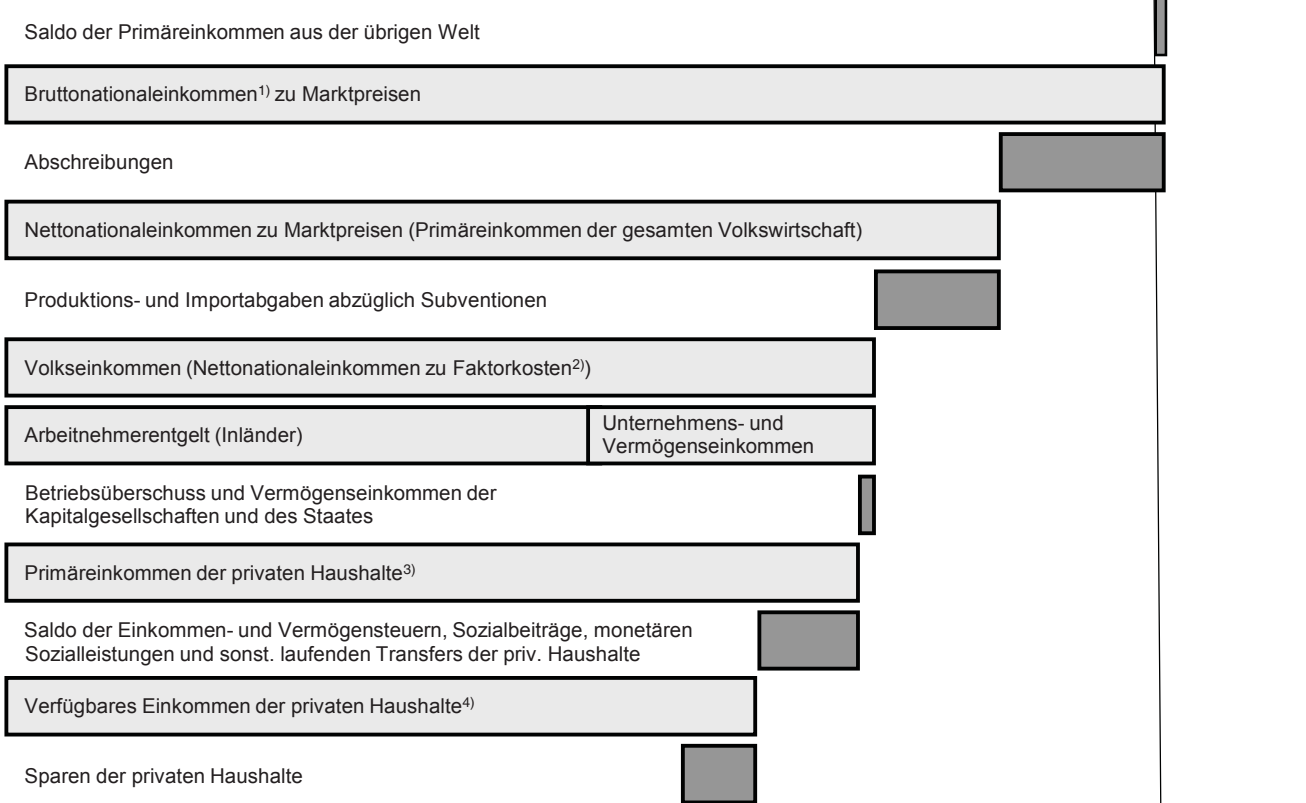 Saldo der Primäreinkommen aus der übrigen Welt
Bruttonationaleinkommen1) zu Marktpreisen
Abschreibungen
Nettonationaleinkommen zu Marktpreisen (Primäreinkommen der gesamten Volkswirtschaft)
Produktions- und Importabgaben abzüglich Subventionen
Volkseinkommen (Nettonationaleinkommen zu Faktorkosten2))
Arbeitnehmerentgelt (Inländer)
Unternehmens- und
Vermögenseinkommen
Betriebsüberschuss und Vermögenseinkommen der
Kapitalgesellschaften und des Staates
Primäreinkommen der privaten Haushalte3)
Saldo der Einkommen- und Vermögensteuern, Sozialbeiträge, monetären
Sozialleistungen und sonst. laufenden Transfers der priv. Haushalte
Verfügbares Einkommen der privaten Haushalte4)
Sparen der privaten Haushalte